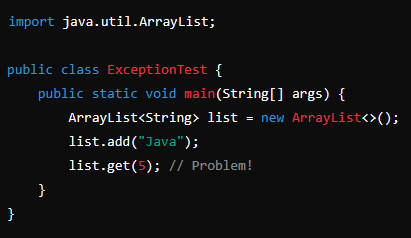 import java.util.ArrayList;
public class ExceptionTest {
    public static void main(String[] args) {
        ArrayList<String> list = new ArrayList<>();
        list.add("Java");
        list.get(5); // Problem!
    }
}